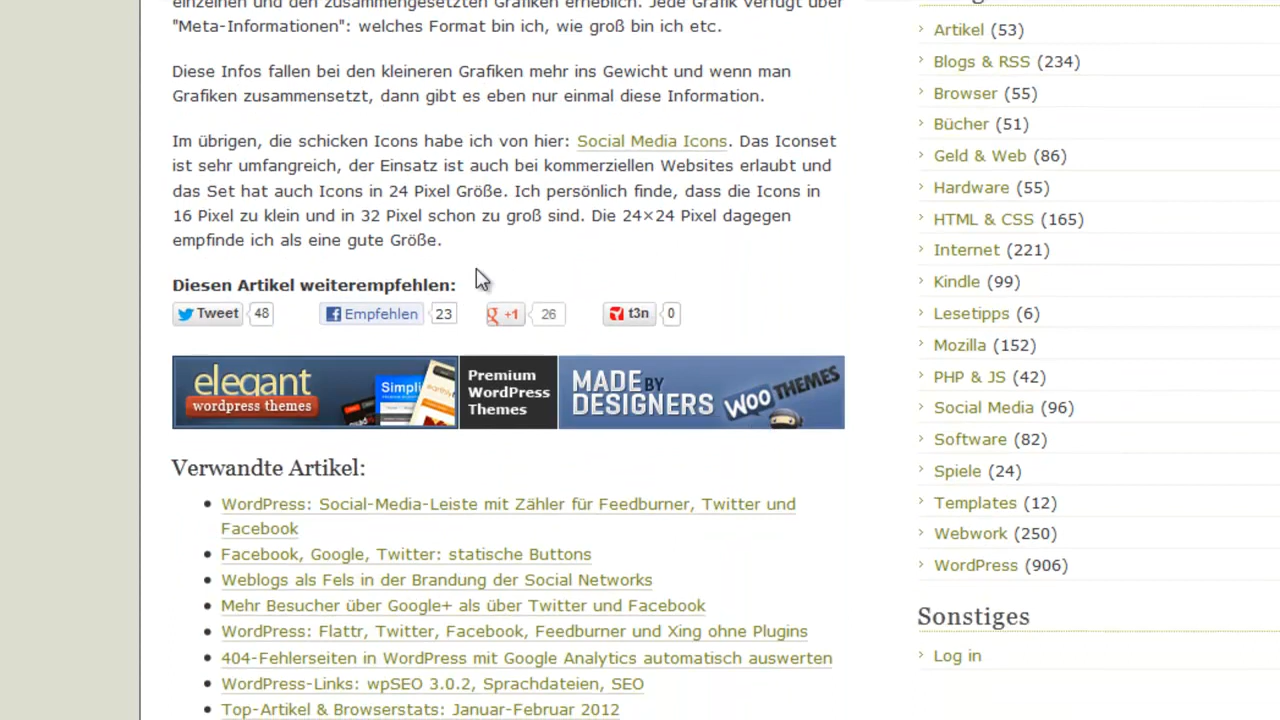 einzelnen und den zusammengesetzten Grafiken erheblich. Jede Grafik verfügt über
"Meta-Informationen": welches Format bin ich, wie groß bin ich etc.
Diese Infos fallen bei den kleineren Grafiken mehr ins Gewicht und wenn man
Grafiken zusammensetzt, dann gibt es eben nur einmal diese Information.
Im übrigen, die schicken Icons habe ich von hier: Social Media Icons. Das Iconset
ist sehr umfangreich, der Einsatz ist auch bei kommerziellen Websites erlaubt und
das Set hat auch Icons in 24 Pixel Größe. Ich persönlich finde, dass die Icons in
16 Pixel zu klein und in 32 Pixel schon zu groß sind. Die 24×24 Pixel dagegen
empfinde ich als eine gute Größe.
Diesen Artikel weiterempfehlen:
Tweet 48 Empfehlen 23 +1 26 t3n 0
elegant
wordpress themes
Simpli
Premium
WordPress
Themes
MADE BY
DESIGNERS
WOOTHEMES
Verwandte Artikel:
WordPress: Social-Media-Leiste mit Zähler für Feedburner, Twitter und
Facebook
Facebook, Google, Twitter: statische Buttons
Weblogs als Fels in der Brandung der Social Networks
Mehr Besucher über Google+ als über Twitter und Facebook
WordPress: Flattr, Twitter, Facebook, Feedburner und Xing ohne Plugins
404-Fehlerseiten in WordPress mit Google Analytics automatisch auswerten
WordPress-Links: wpSEO 3.0.2, Sprachdateien, SEO
Top-Artikel & Browserstats: Januar-Februar 2012
Artikel (53)
Blogs & RSS (234)
Browser (55)
Bücher (51)
Geld & Web (86)
Hardware (55)
HTML & CSS (165)
Internet (221)
Kindle (99)
Lesetipps (6)
Mozilla (152)
PHP & JS (42)
Social Media (96)
Software (82)
Spiele (24)
Templates (12)
Webwork (250)
WordPress (906)
Sonstiges
Log in